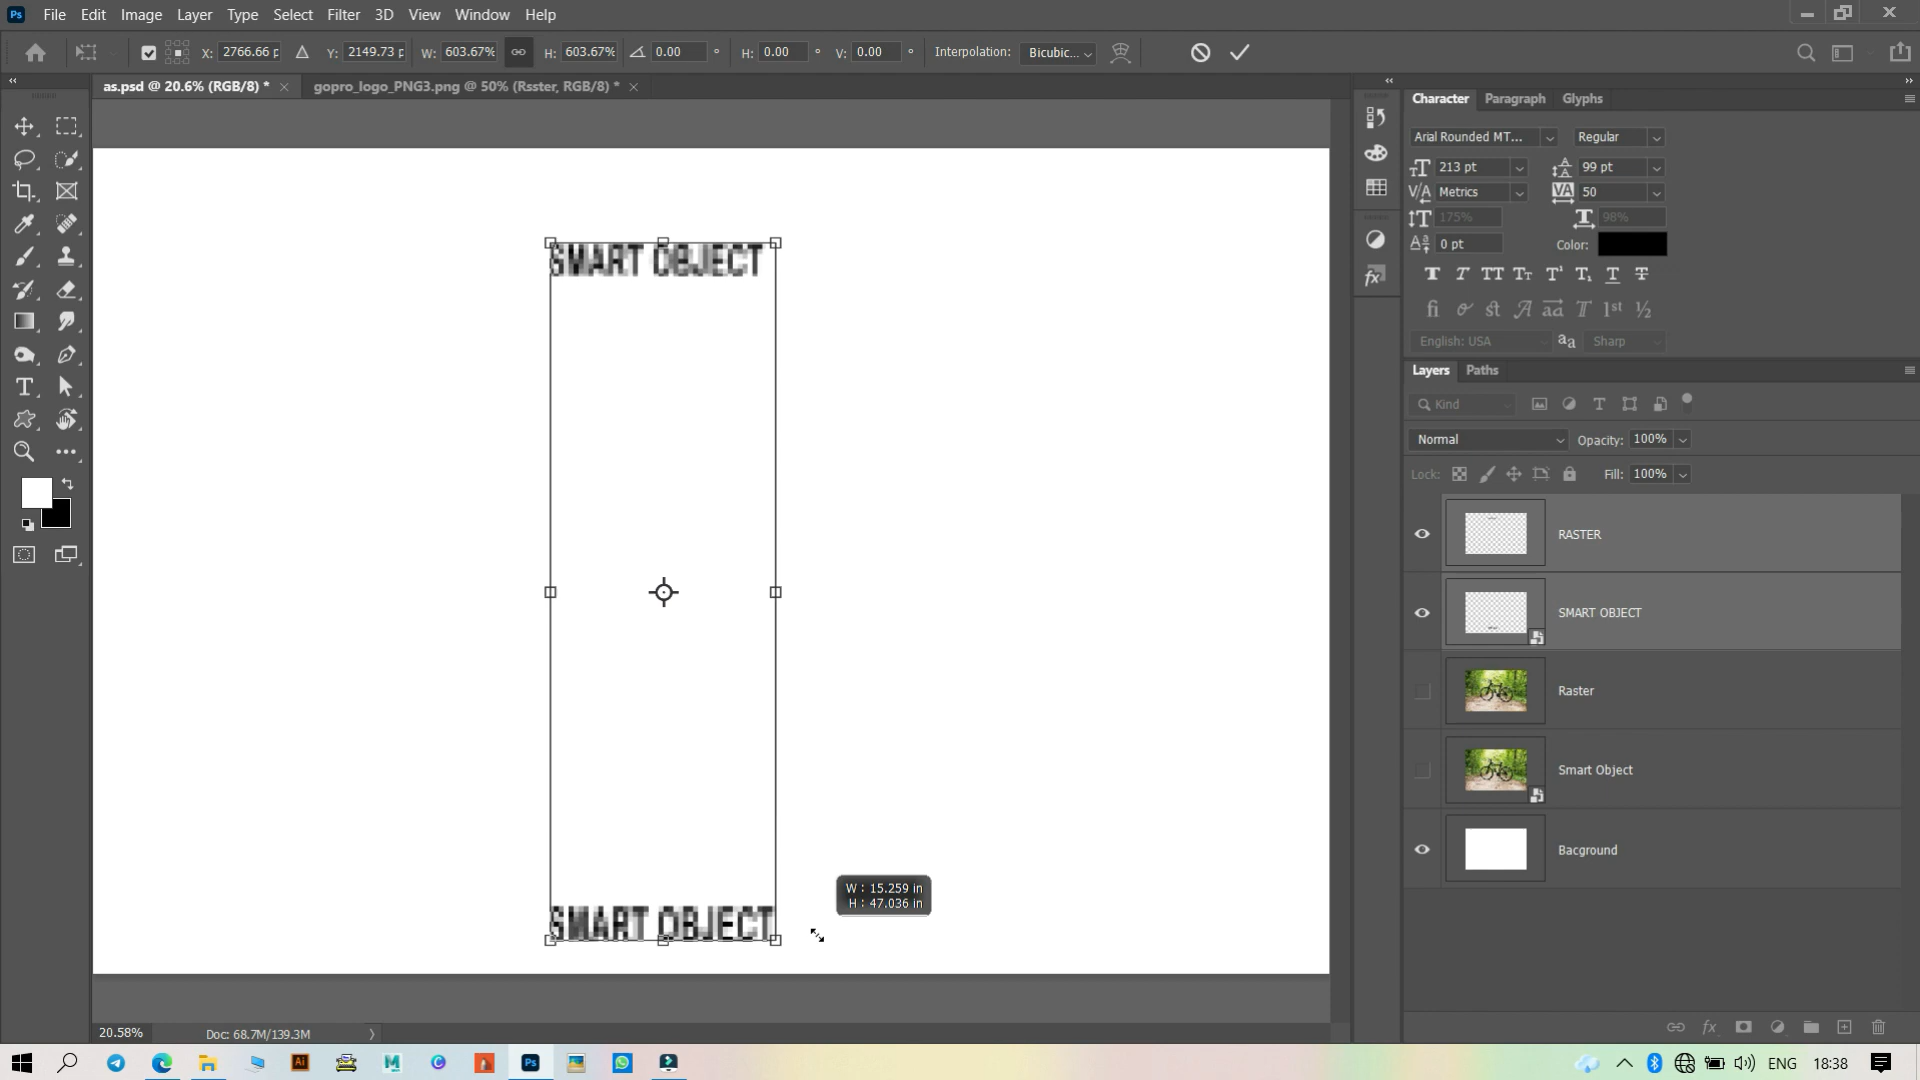 File Edit Image Layer Type Select Filter 3D View Window Help
X: 2766.66 p Y: 2149.73 p W: 603.67% H: 603.67% 0.00 ° H: 0.00 ° V: 0.00 ° Interpolation: Bicubic...
as.psd @ 20.6% (RGB/8) * gopro_logo_PNG3.png @ 50% (Rsster, RGB/8) *
SMART OBJECT
SMART OBJECT
W : 15.259 in
H : 47.036 in
20.58% Doc: 68.7M/139.3M
Character Paragraph Glyphs
Arial Rounded MT... Regular
213 pt 99 pt
Metrics 50
175% 98%
0 pt Color:
English: USA Sharp
Layers Paths
Kind
Normal Opacity: 100%
Lock: Fill: 100%
RASTER
SMART OBJECT
Raster
Smart Object
Bacground
ENG 18:38